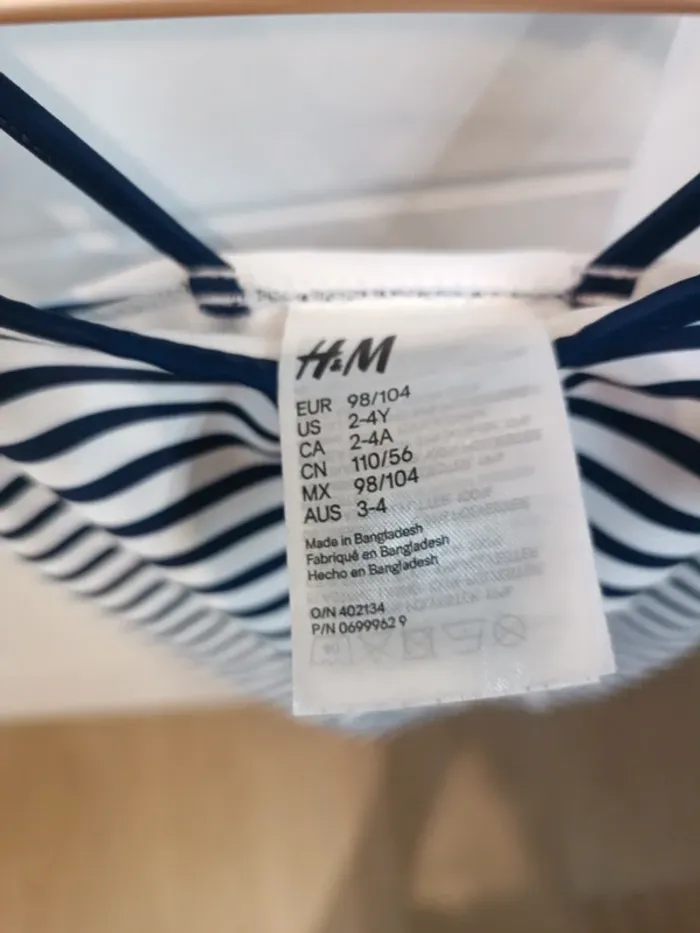 H&M
EUR 98/104
US 2-4Y
CA 2-4A
CN 110/56
MX 98/104
AUS 3-4
Made in Bangladesh
Fabriqué en Bangladesh
Hecho en Bangladesh
O/N 402134
P/N 0699962 9